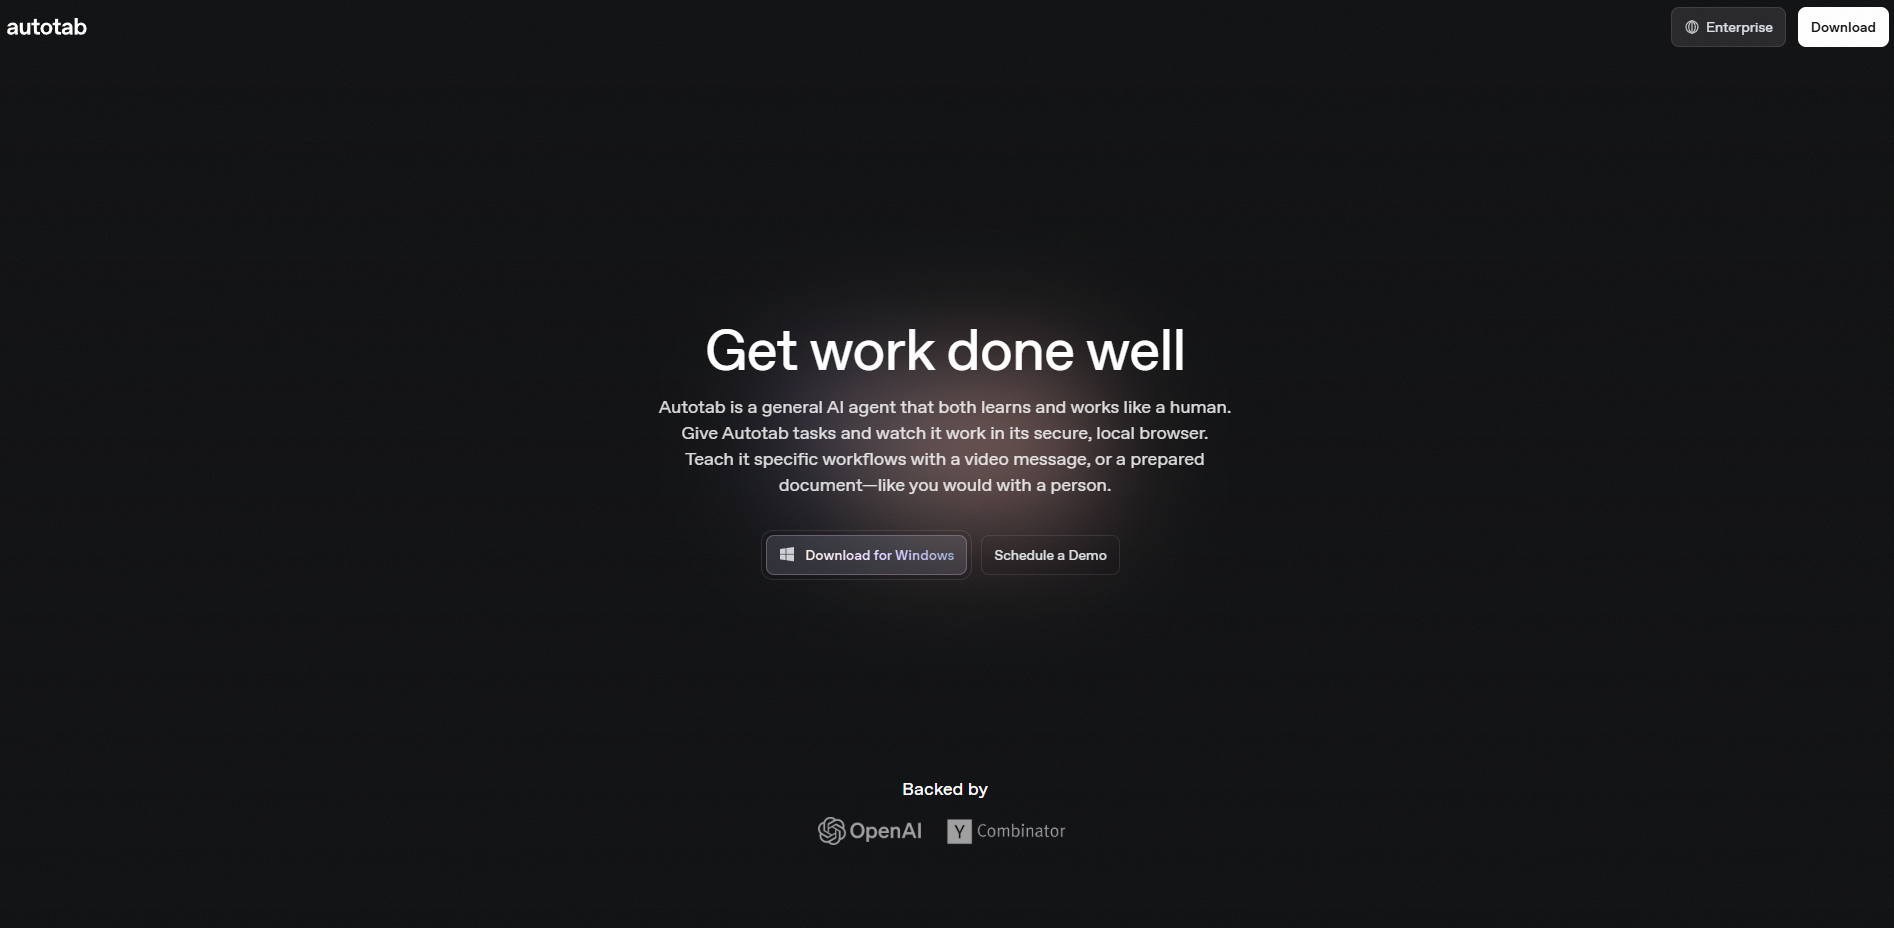 autotab
Enterprise
Download
Get work done well
Autotab is a general AI agent that both learns and works like a human.
Give Autotab tasks and watch it work in its secure, local browser.
Teach it specific workflows with a video message, or a prepared
document—like you would with a person.
Download for Windows
Schedule a Demo
Backed by
OpenAI
Y Combinator